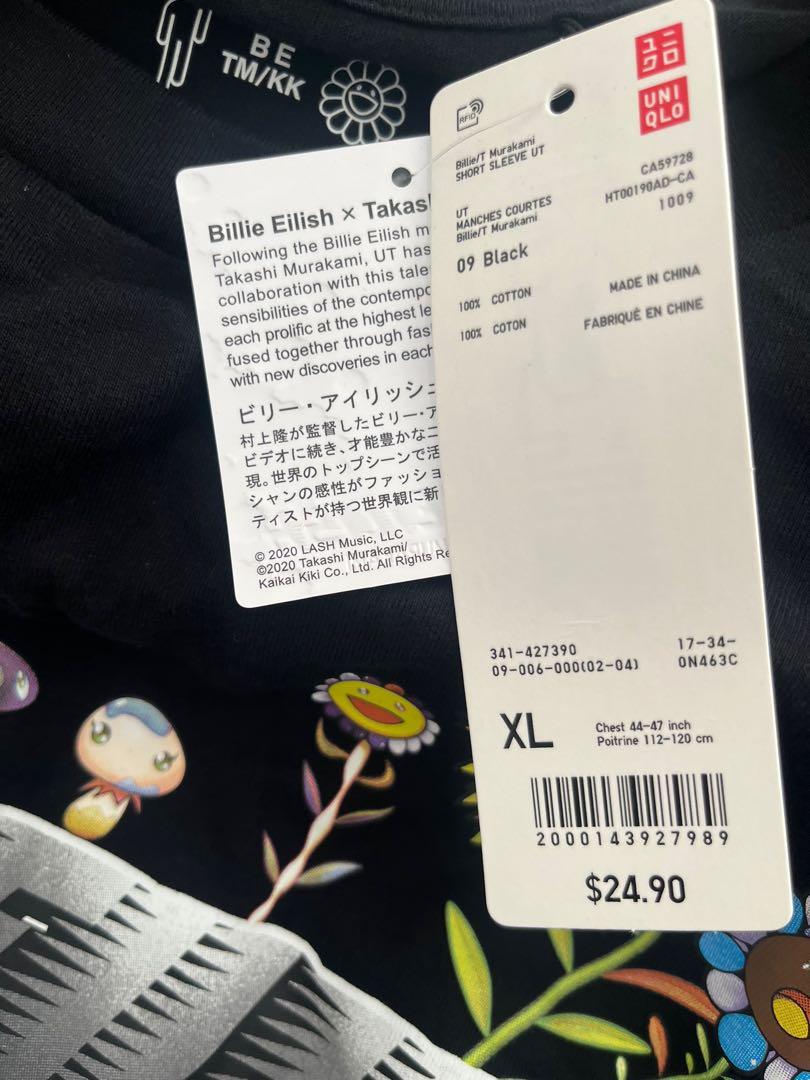 BE
TM/KK
Billie Eilish × Takas
Following the Billie Eilish m
Takashi Murakami, UT has
collaboration with this tale
sensibilities of the contempo
each prolific at the highest le
fused together through fas
with new discoveries in each
ビリー・アイリッシュ
村上隆が監督したビリー・ア
ビデオに続き、才能豊かなニ
現。世界のトップシーンで活
シャンの感性がファッショ
ティストが持つ世界観に新
© 2020 LASH Music, LLC
©2020 Takashi Murakami/
Kaikai Kiki Co., Ltd. All Rights Re
ユニ
クロ
UNI
QLO
RFID
Billie/T Murakami
SHORT SLEEVE UT
CA59728
HT00190AD-CA
1009
UT
MANCHES COURTES
Billie/T Murakami
09 Black
100% COTTON
MADE IN CHINA
100% COTON
FABRIQUÉ EN CHINE
341-427390
09-006-000(02-04)
17-34-
0N463C
XL
Chest 44-47 inch
Poitrine 112-120 cm
2000143927989
$24.90